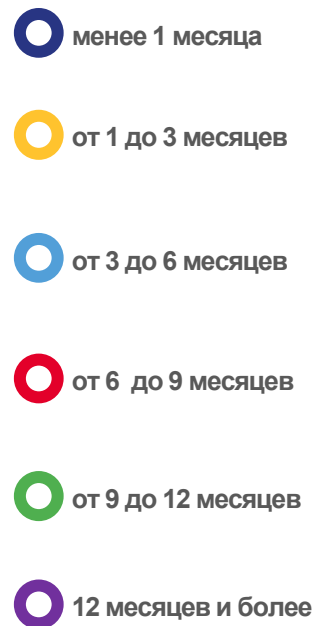 менее 1 месяца
от 1 до 3 месяцев
от 3 до 6 месяцев
от 6 до 9 месяцев
от 9 до 12 месяцев
12 месяцев и более